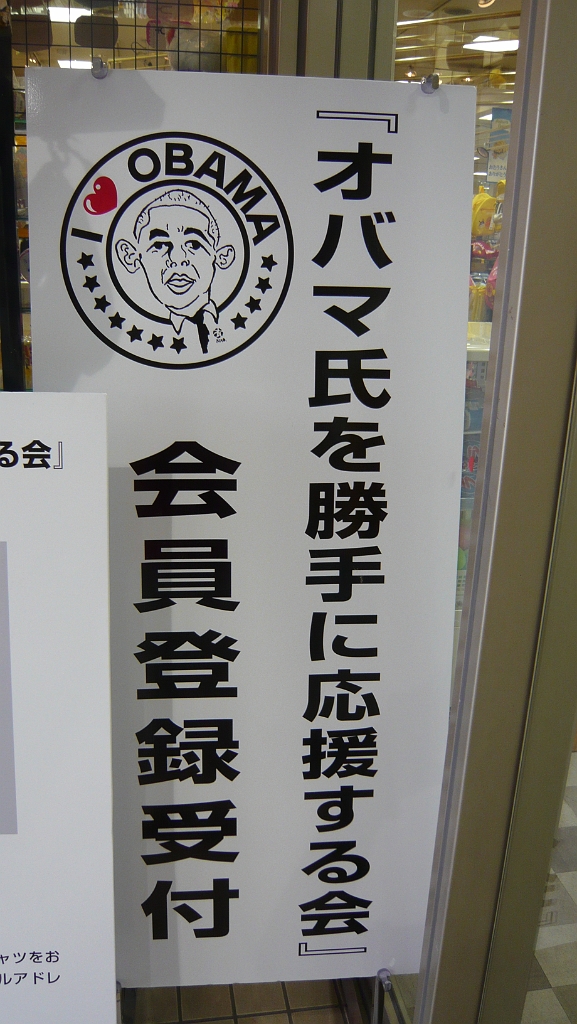 『オバマ氏を勝手に応援する会』
I ❤ OBAMA
会員登録受付
る会』
ャツをお
ルアドレ